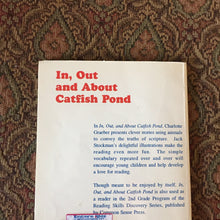 In, Out
and About
Catfish Pond
In In, Out, and About Catfish Pond, Charlotte
Graeber presents clever stories using animals
to convey the truths of scripture. Jack
Stockman's delightful illustrations make the
reading even more fun. The simple
vocabulary repeated over and over will
encourage young children and help develop
a love for reading.
Though meant to be enjoyed by itself, In,
Out, and About Catfish Pond is also used as
a reader in the 2nd Grade Program of the
Reading Skills Discovery Series, published
by Common Sense Press.